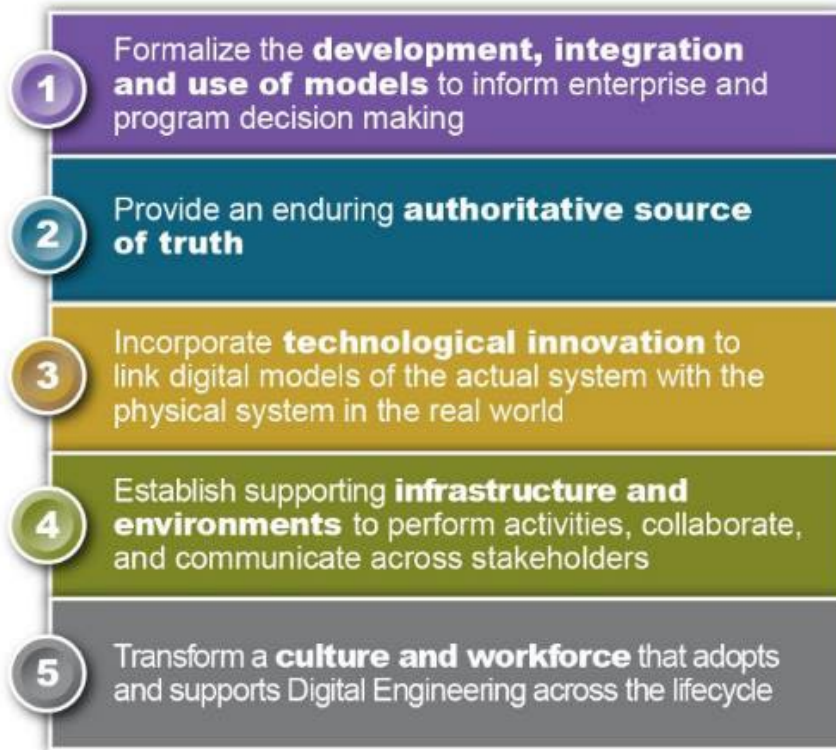 1
Formalize the development, integration
and use of models to inform enterprise and
program decision making
2
Provide an enduring authoritative source
of truth
3
Incorporate technological innovation to
link digital models of the actual system with the
physical system in the real world
4
Establish supporting infrastructure and
environments to perform activities, collaborate,
and communicate across stakeholders
5
Transform a culture and workforce that adopts
and supports Digital Engineering across the lifecycle